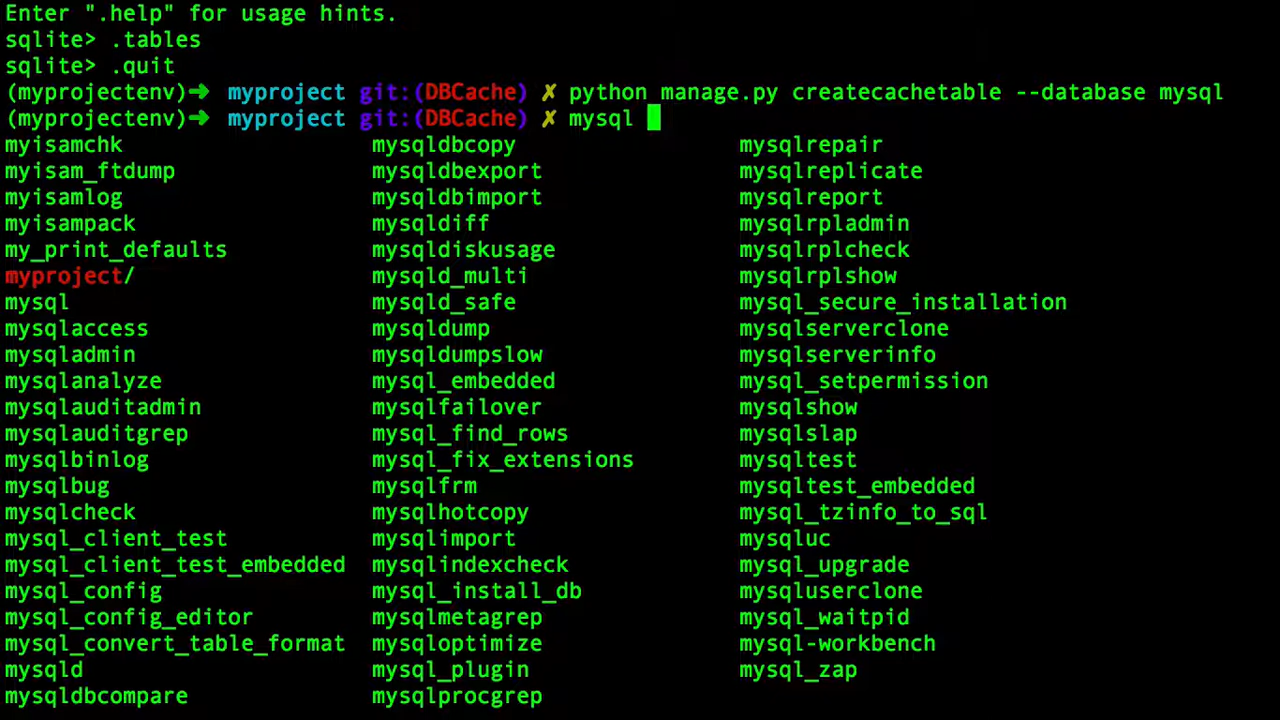 Enter ".help" for usage hints.
sqlite> .tables
sqlite> .quit
(myprojectenv)➜ myproject git:(DBCache) ✗ python manage.py createcachetable --database mysql
(myprojectenv)➜ myproject git:(DBCache) ✗ mysql
myisamchk mysqldbcopy mysqlrepair
myisam_ftdump mysqldbexport mysqlreplicate
myisamlog mysqldbimport mysqlreport
myisampack mysqldiff mysqlrpladmin
my_print_defaults mysqldiskusage mysqlrplcheck
myproject/ mysqld_multi mysqlrplshow
mysql mysqld_safe mysql_secure_installation
mysqlaccess mysqldump mysqlserverclone
mysqladmin mysqldumpslow mysqlserverinfo
mysqlanalyze mysql_embedded mysql_setpermission
mysqlauditadmin mysqlfailover mysqlshow
mysqlauditgrep mysql_find_rows mysqlslap
mysqlbinlog mysql_fix_extensions mysqltest
mysqlbug mysqlfrm mysqltest_embedded
mysqlcheck mysqlhotcopy mysql_tzinfo_to_sql
mysql_client_test mysqlimport mysqluc
mysql_client_test_embedded mysqlindexcheck mysql_upgrade
mysql_config mysql_install_db mysqluserclone
mysql_config_editor mysqlmetagrep mysql_waitpid
mysql_convert_table_format mysqloptimize mysql-workbench
mysqld mysql_plugin mysql_zap
mysqldbcompare mysqlprocgrep